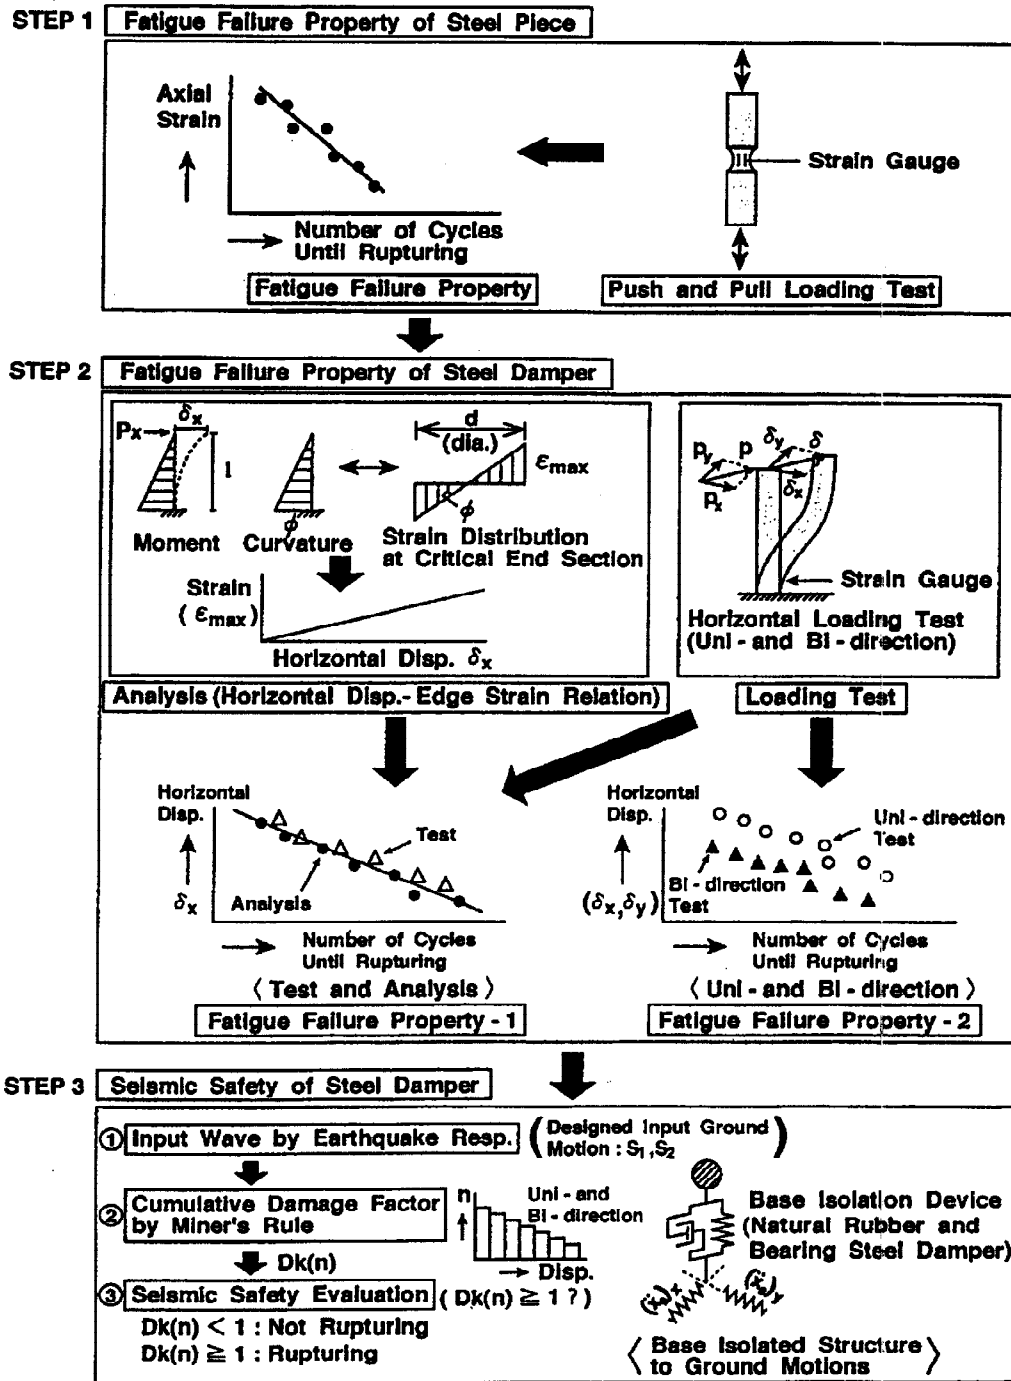 STEP 1 Fatigue Failure Property of Steel Piece
Axial
Strain
Strain Gauge
Number of Cycles
Until Rupturing
Fatigue Failure Property
Push and Pull Loading Test
STEP 2 Fatigue Failure Property of Steel Damper
Px
δx
l
Moment
Curvature
ϕ
d
(dia.)
εmax
ϕ
Strain Distribution
at Critical End Section
Strain
(εmax)
Horizontal Disp. δx
Analysis (Horizontal Disp.- Edge Strain Relation)
py
p
px
δy
δ
δx
Strain Gauge
Horizontal Loading Test
(Uni- and Bi-direction)
Loading Test
Horizontal
Disp.
δx
Test
Analysis
Number of Cycles
Until Rupturing
〈 Test and Analysis 〉
Fatigue Failure Property - 1
Horizontal
Disp.
(δx,δy)
Uni - direction
Test
Bi - direction
Test
Number of Cycles
Until Rupturing
〈 Uni - and Bi - direction 〉
Fatigue Failure Property - 2
STEP 3 Seismic Safety of Steel Damper
① Input Wave by Earthquake Resp. (Designed Input Ground
Motion : S1,S2)
② Cumulative Damage Factor
by Miner's Rule
n
Uni - and
Bi - direction
Disp.
Dk(n)
③ Seismic Safety Evaluation ( Dk(n) ≧ 1 ? )
Dk(n) < 1 : Not Rupturing
Dk(n) ≧ 1 : Rupturing
Base Isolation Device
(Natural Rubber and
Bearing Steel Damper)
〈 Base Isolated Structure
to Ground Motions 〉